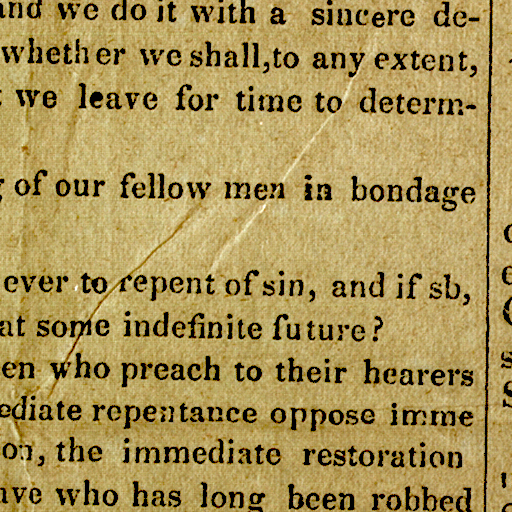 and we do it with a sincere de-
whether we shall,to any extent,
we leave for time to determ-
of our fellow men in bondage
ever to repent of sin, and if sb,
at some indefinite future?
en who preach to their hearers
ediate repentance oppose imme
on, the immediate restoration
ave who has long been robbed